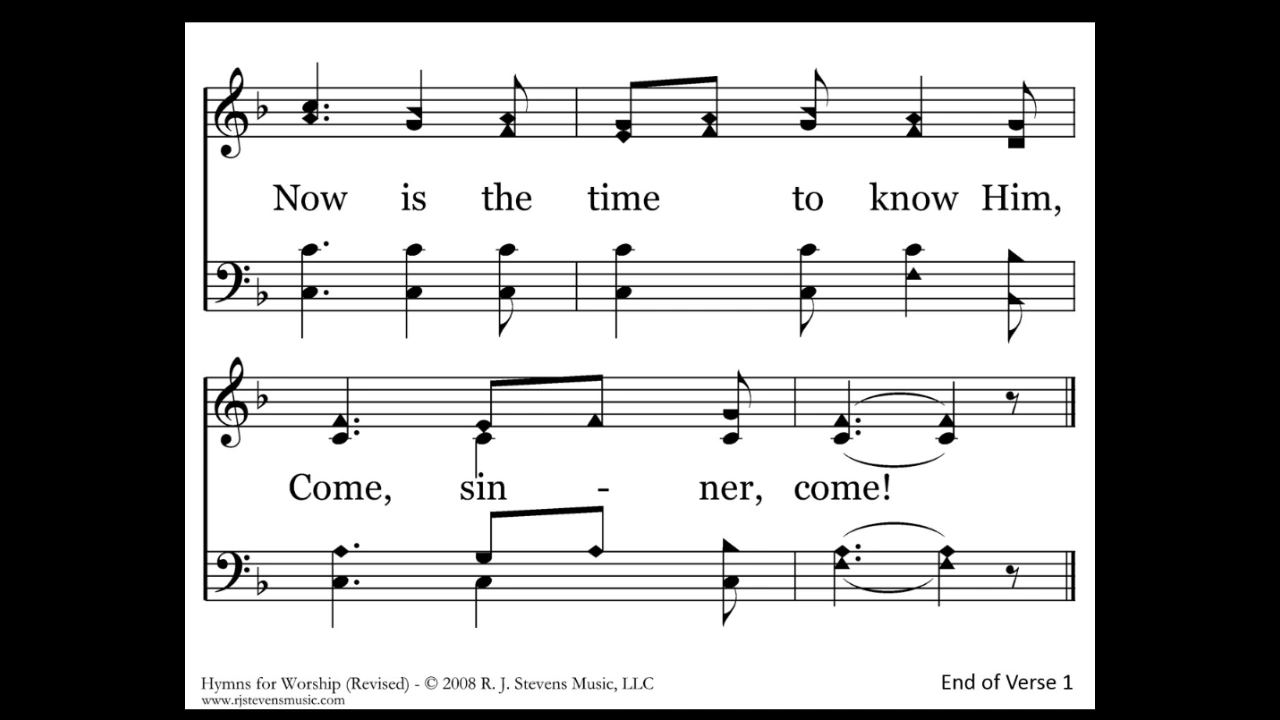 Now is the time to know Him,
Come, sin - ner, come!
Hymns for Worship (Revised) - © 2008 R. J. Stevens Music, LLC
www.rjstevensmusic.com
End of Verse 1